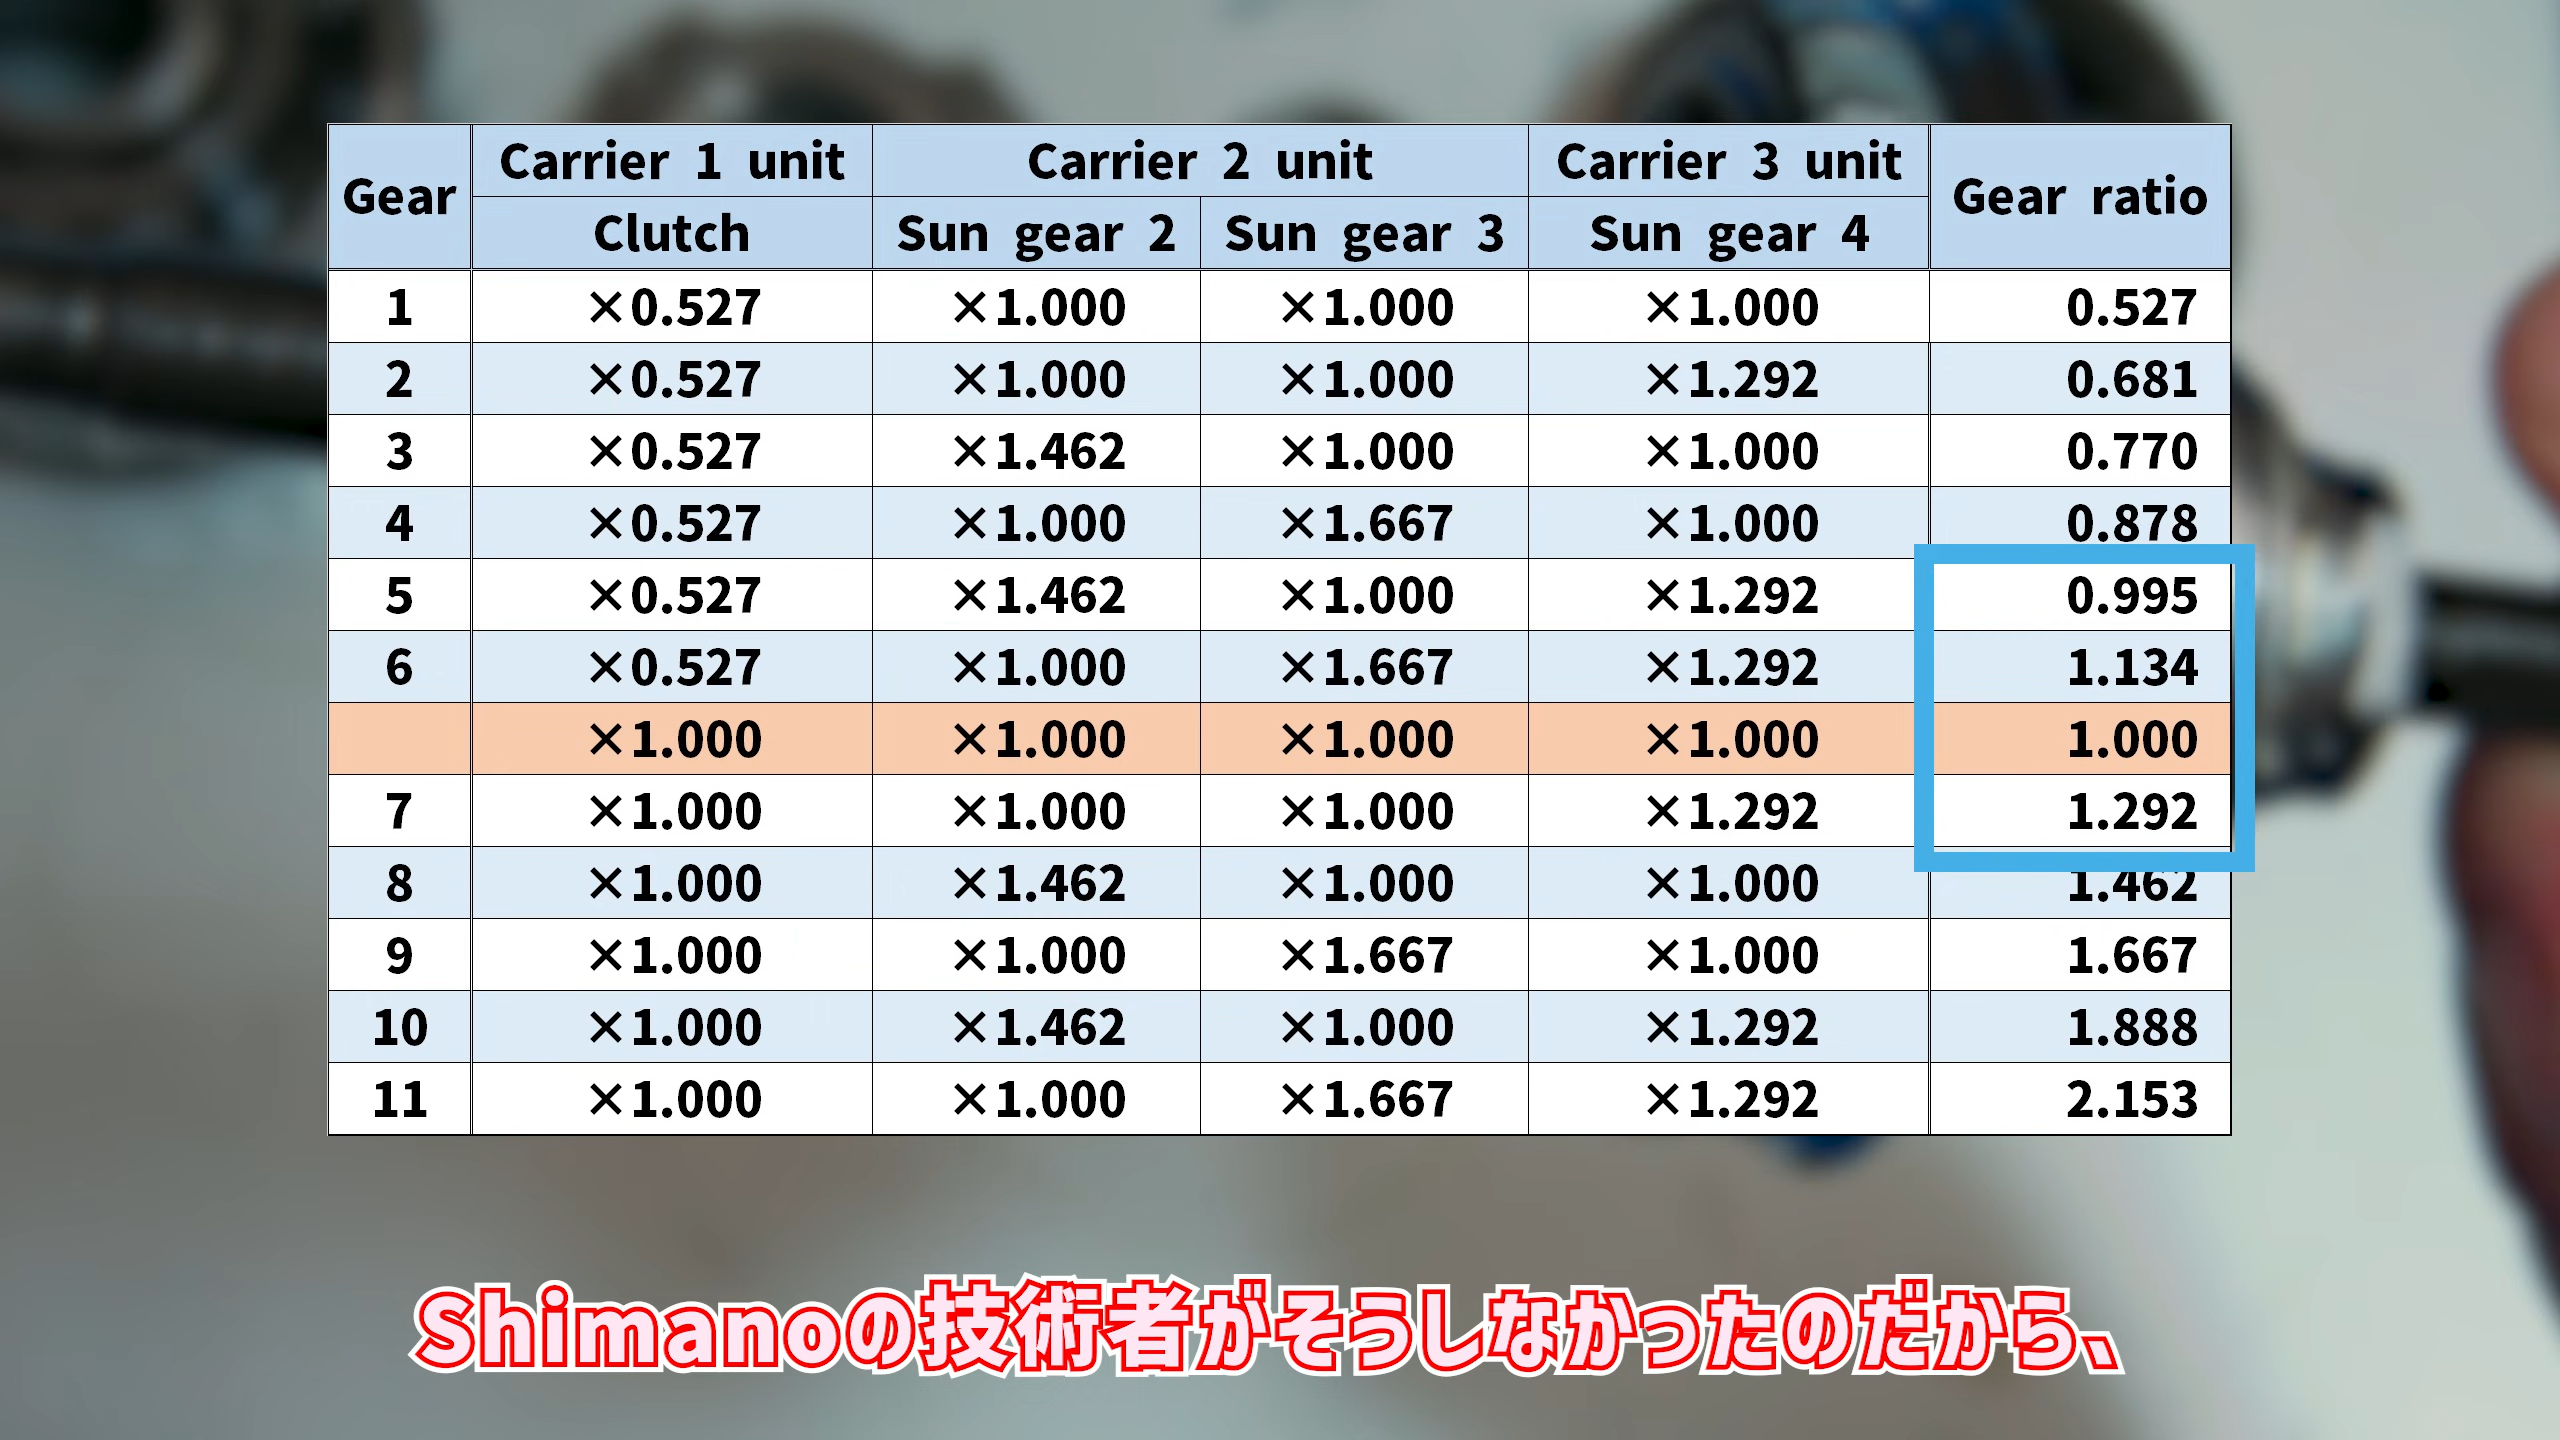 Gear Carrier 1 unit Carrier 2 unit Carrier 3 unit Gear ratio
Clutch Sun gear 2 Sun gear 3 Sun gear 4
1 ×0.527 ×1.000 ×1.000 ×1.000 0.527
2 ×0.527 ×1.000 ×1.000 ×1.292 0.681
3 ×0.527 ×1.462 ×1.000 ×1.000 0.770
4 ×0.527 ×1.000 ×1.667 ×1.000 0.878
5 ×0.527 ×1.462 ×1.000 ×1.292 0.995
6 ×0.527 ×1.000 ×1.667 ×1.292 1.134
×1.000 ×1.000 ×1.000 ×1.000 1.000
7 ×1.000 ×1.000 ×1.000 ×1.292 1.292
8 ×1.000 ×1.462 ×1.000 ×1.000 1.462
9 ×1.000 ×1.000 ×1.667 ×1.000 1.667
10 ×1.000 ×1.462 ×1.000 ×1.292 1.888
11 ×1.000 ×1.000 ×1.667 ×1.292 2.153
Shimanoの技術者がそうしなかったのだから、